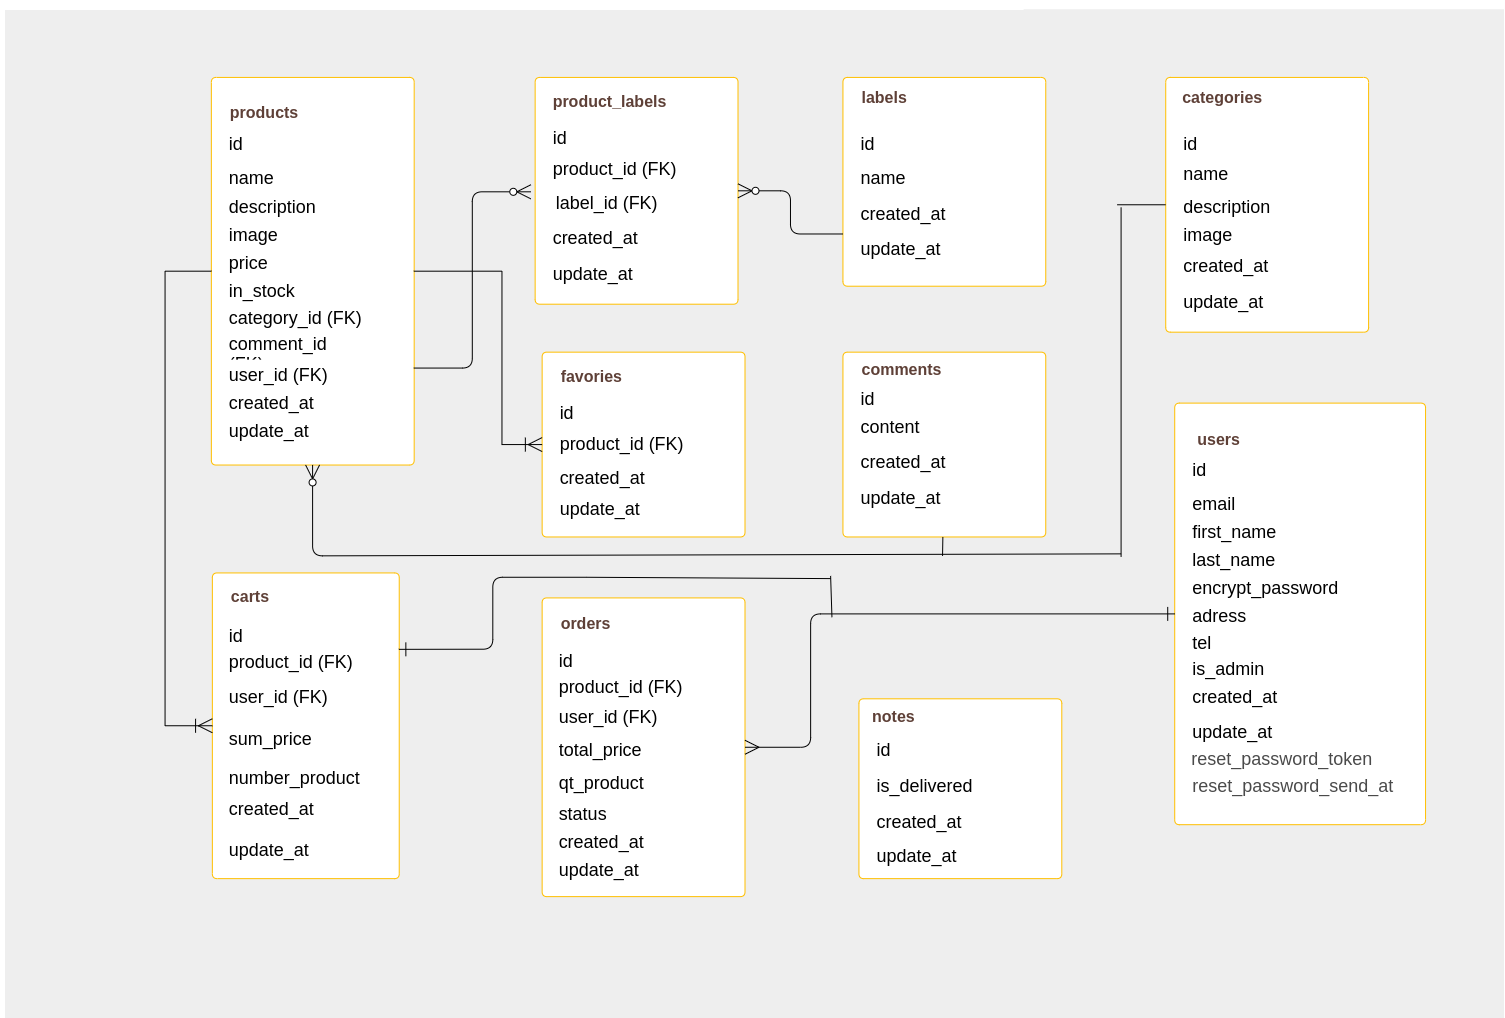 products
id
name
description
image
price
in_stock
category_id (FK)
comment_id
(FK)
user_id (FK)
created_at
update_at
product_labels
id
product_id (FK)
label_id (FK)
created_at
update_at
labels
id
name
created_at
update_at
categories
id
name
description
image
created_at
update_at
favories
id
product_id (FK)
created_at
update_at
comments
id
content
created_at
update_at
users
id
email
first_name
last_name
encrypt_password
adress
tel
is_admin
created_at
update_at
reset_password_token
reset_password_send_at
carts
id
product_id (FK)
user_id (FK)
sum_price
number_product
created_at
update_at
orders
id
product_id (FK)
user_id (FK)
total_price
qt_product
status
created_at
update_at
notes
id
is_delivered
created_at
update_at